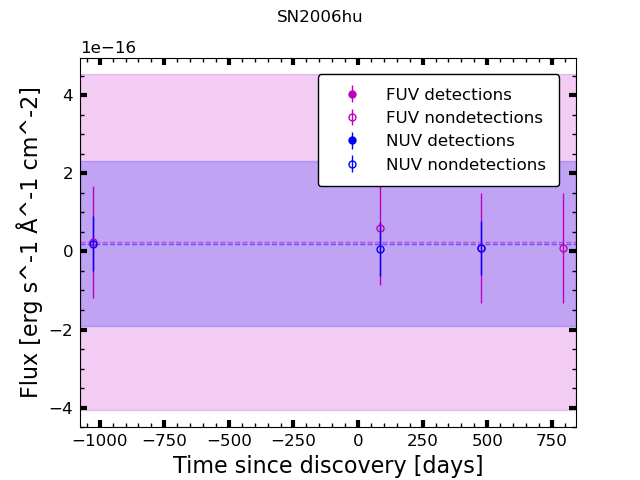 SN2006hu
1e−16
Flux [erg s^-1 Å^-1 cm^-2]
4
2
0
−2
−4
FUV detections
FUV nondetections
NUV detections
NUV nondetections
−1000 −750 −500 −250 0 250 500 750
Time since discovery [days]